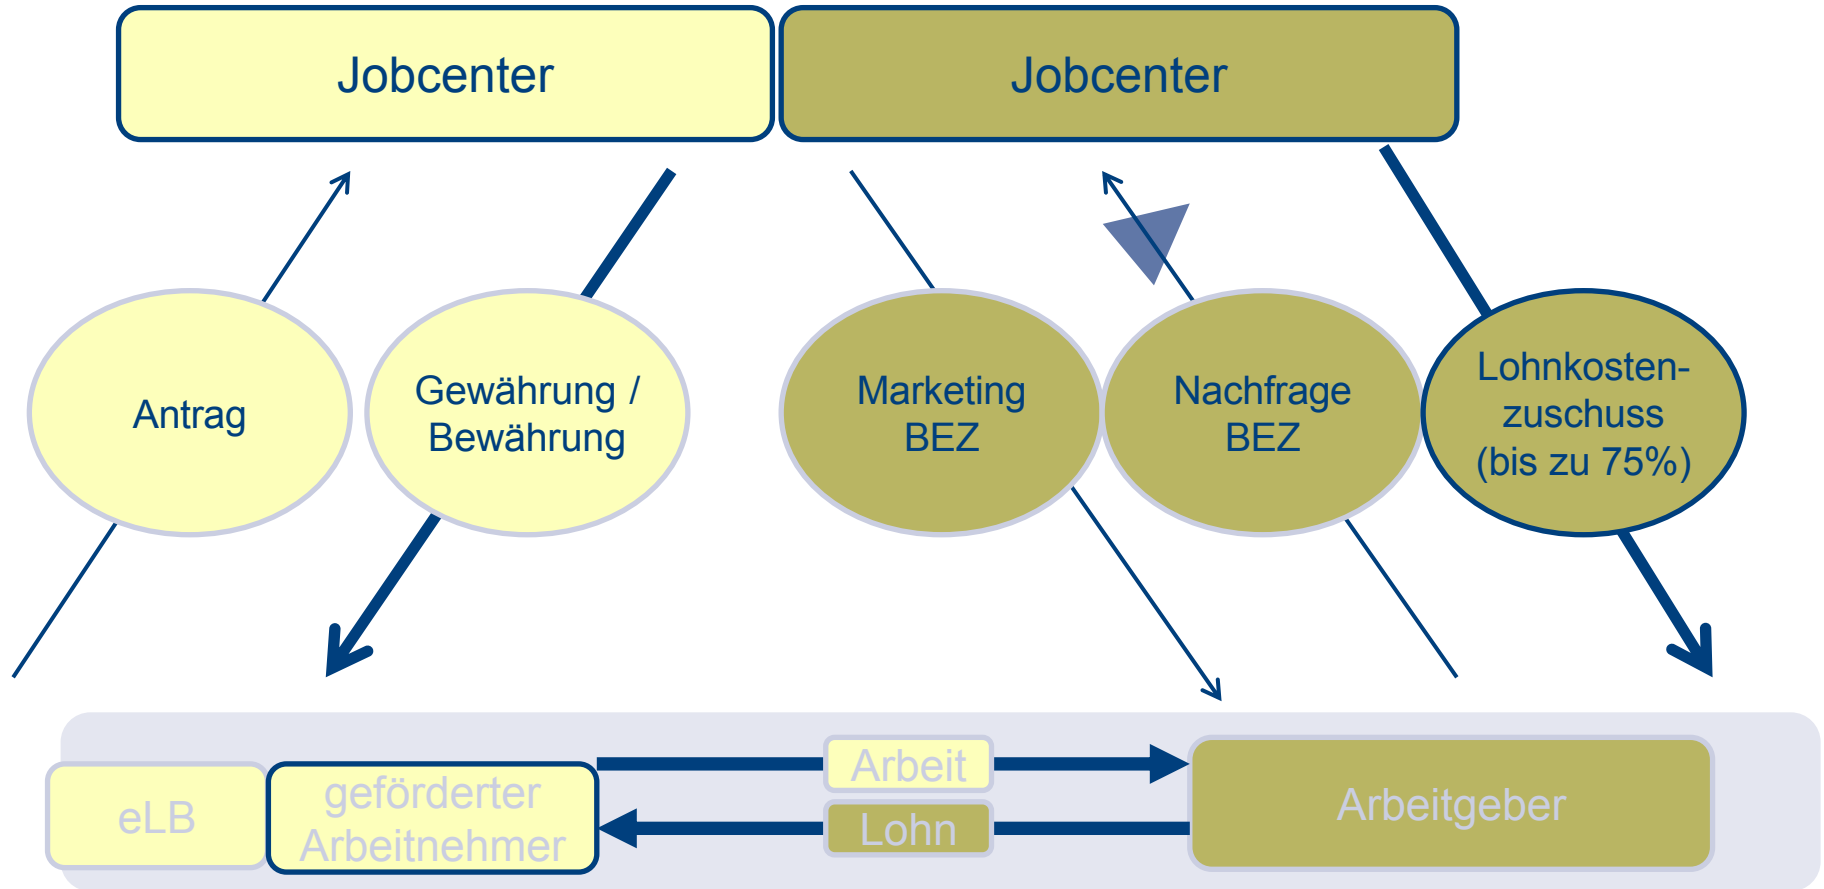 Jobcenter
Jobcenter
Antrag
Gewährung /
Bewährung
Marketing
BEZ
Nachfrage
BEZ
Lohnkosten-
zuschuss
(bis zu 75%)
eLB
geförderter
Arbeitnehmer
Arbeit
Lohn
Arbeitgeber